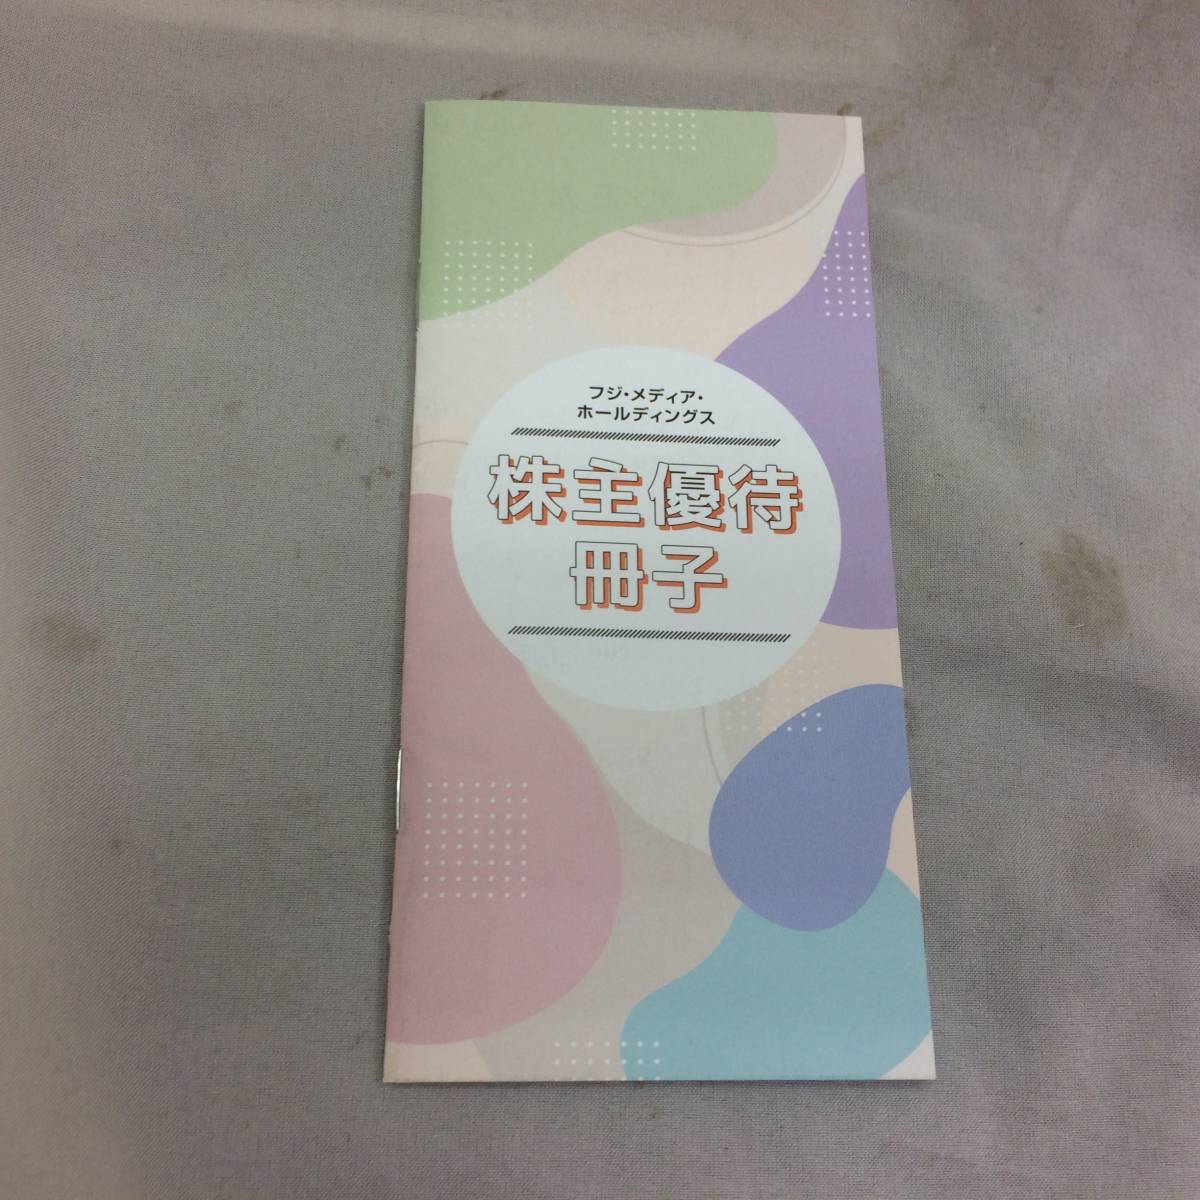 フジ・メディア・
ホールディングス
株主優待
冊子